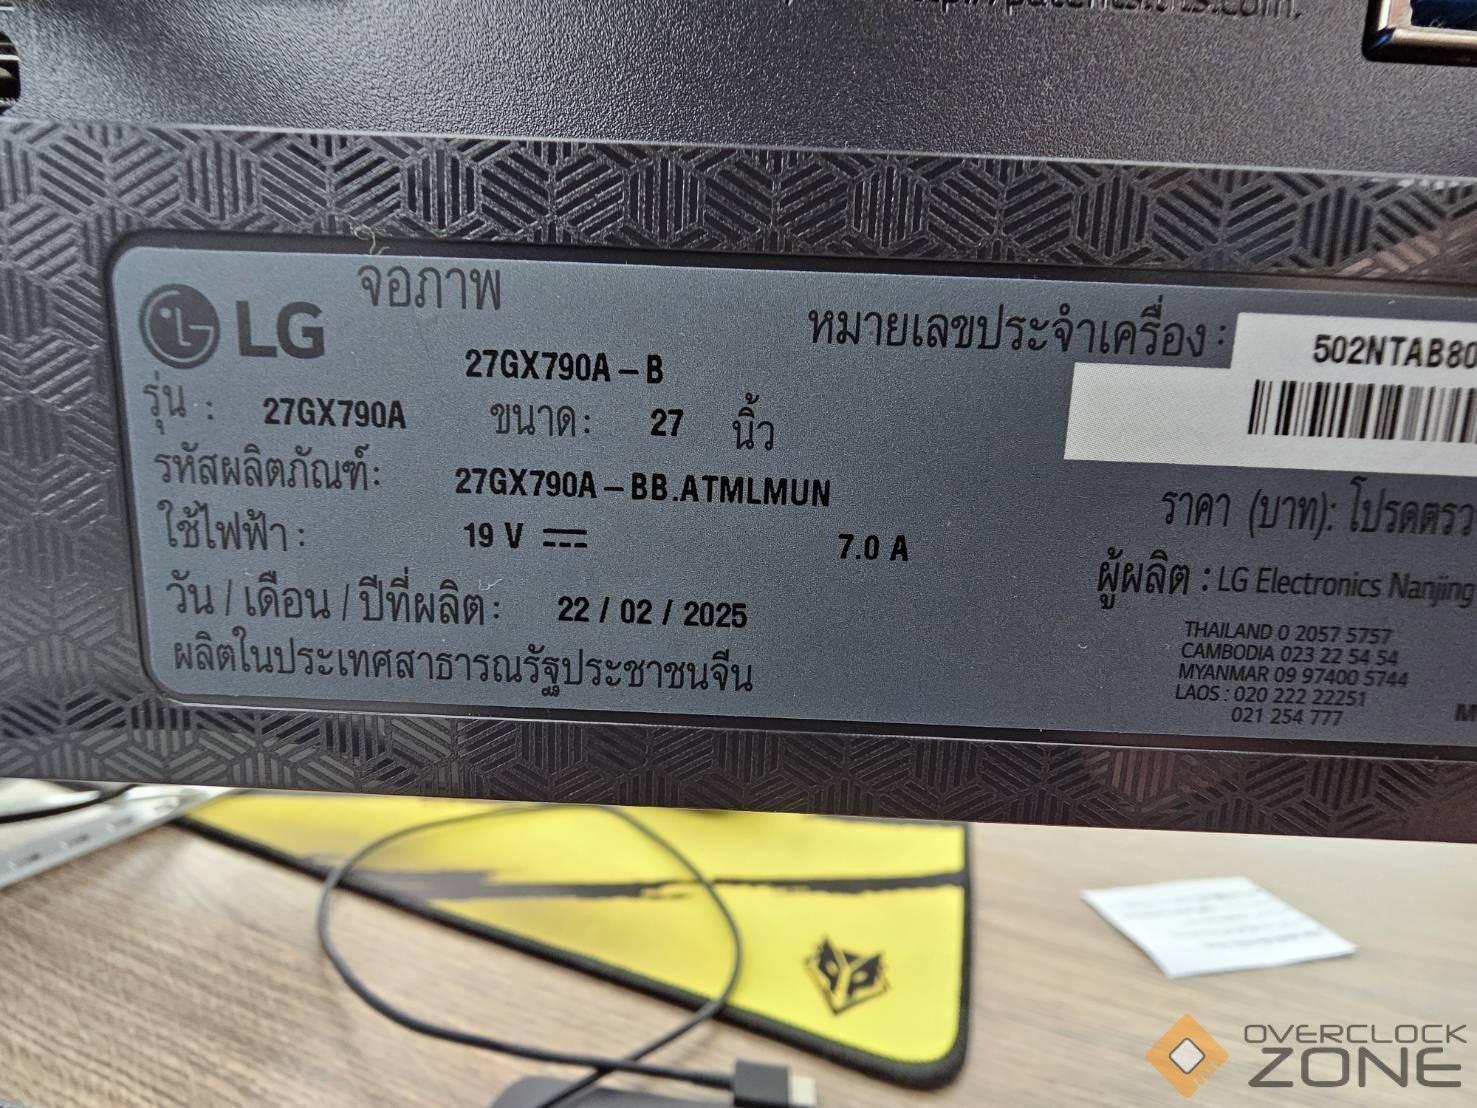 LG
จอภาพ
27GX790A – B
รุ่น : 27GX790A ขนาด: 27 นิ้ว
รหัสผลิตภัณฑ์: 27GX790A – BB.ATMLMUN
ใช้ไฟฟ้า : 19 V 7.0 A
วัน / เดือน / ปีที่ผลิต : 22 / 02 / 2025
ผลิตในประเทศสาธารณรัฐประชาชนจีน
หมายเลขประจำเครื่อง :
502NTAB80
ราคา (บาท):
ผู้ผลิต : LG Electronics Nanjing
THAILAND 0 2057 5757
CAMBODIA 023 22 54 54
MYANMAR 09 97400 5744
LAOS : 020 222 22251
021 254 777
OVERCLOCK
ZONE